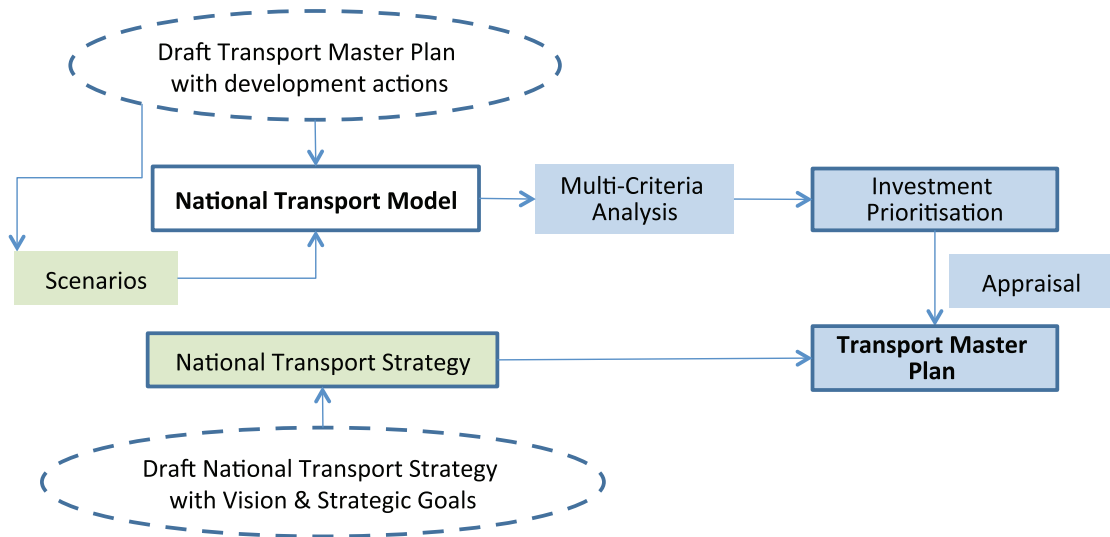 Draft Transport Master Plan
with development actions
National Transport Model
Multi-Criteria
Analysis
Investment
Prioritisation
Scenarios
Appraisal
National Transport Strategy
Transport Master
Plan
Draft National Transport Strategy
with Vision & Strategic Goals